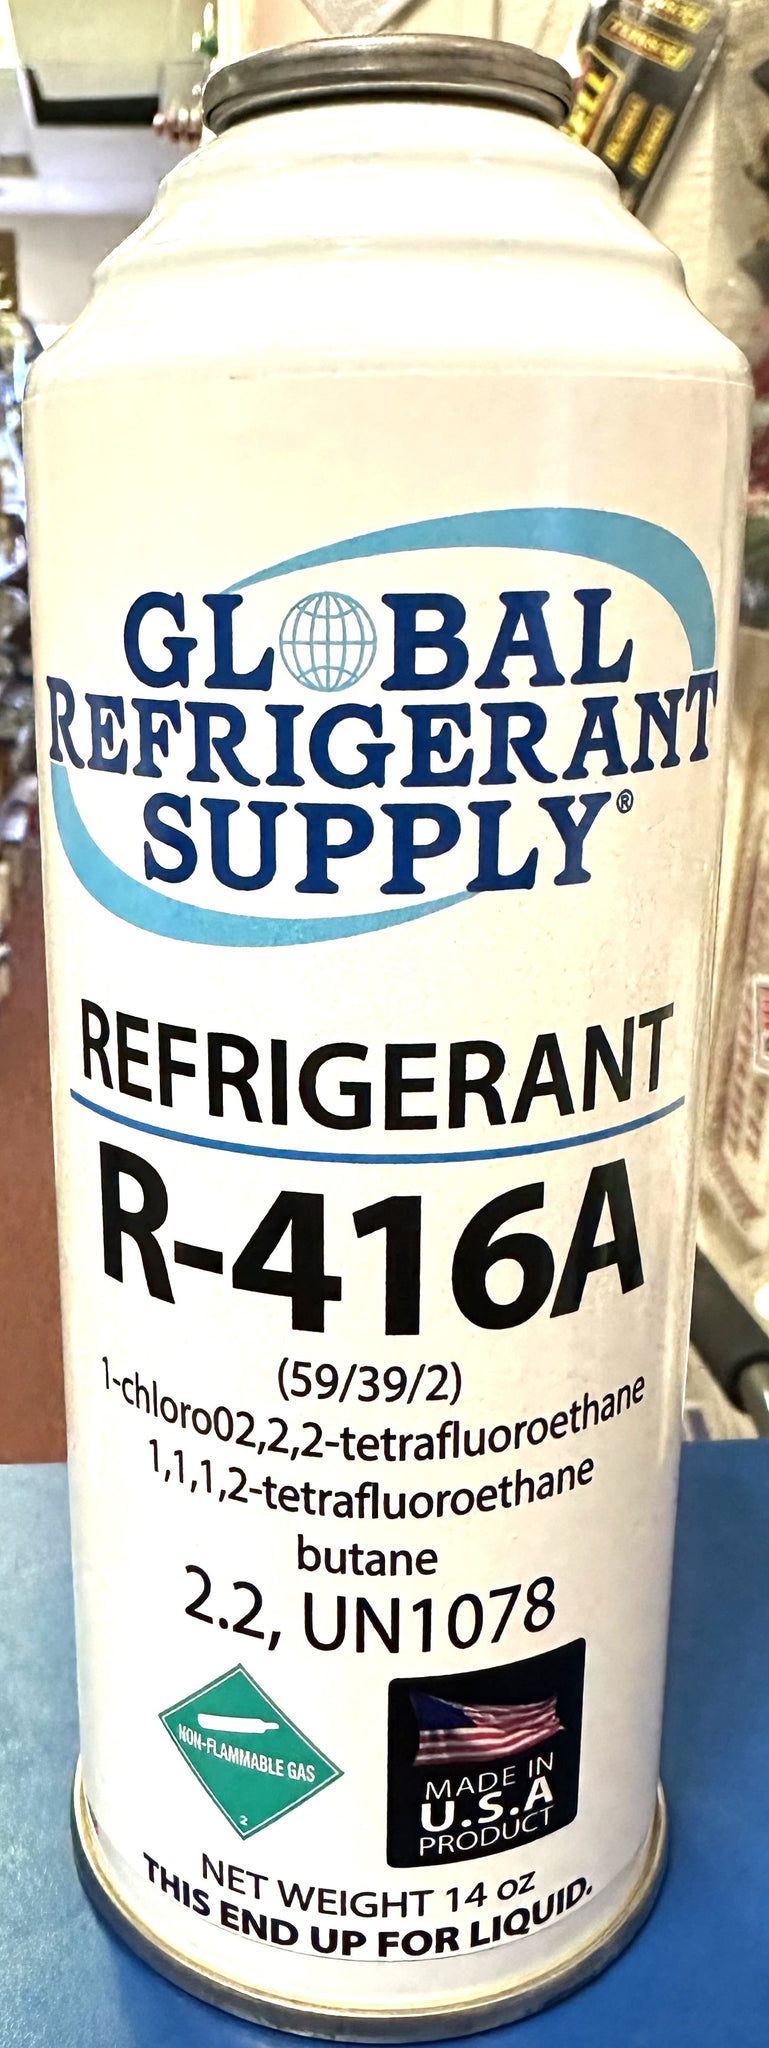 GLOBAL
REFRIGERANT
SUPPLY®
REFRIGERANT
R-416A
(59/39/2)
1-chloro02,2,2-tetrafluoroethane
1,1,1,2-tetrafluoroethane
butane
2.2, UN1078
NON-FLAMMABLE GAS
2
MADE IN
U.S.A
PRODUCT
NET WEIGHT 14 oz
THIS END UP FOR LIQUID.